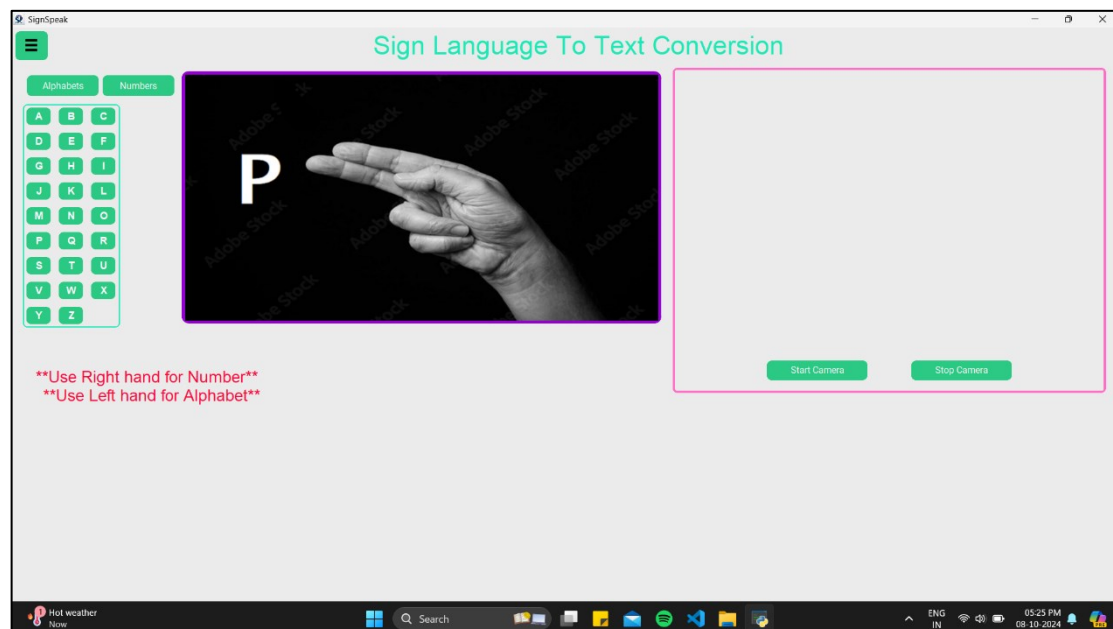 SignSpeak
Sign Language To Text Conversion
Alphabets Numbers
A B C
D E F
G H I
J K L
M N O
P Q R
S T U
V W X
Y Z
P
Adobe Stock
Start Camera Stop Camera
**Use Right hand for Number**
**Use Left hand for Alphabet**
Hot weather
Now
Search
ENG
IN
05:25 PM
08-10-2024